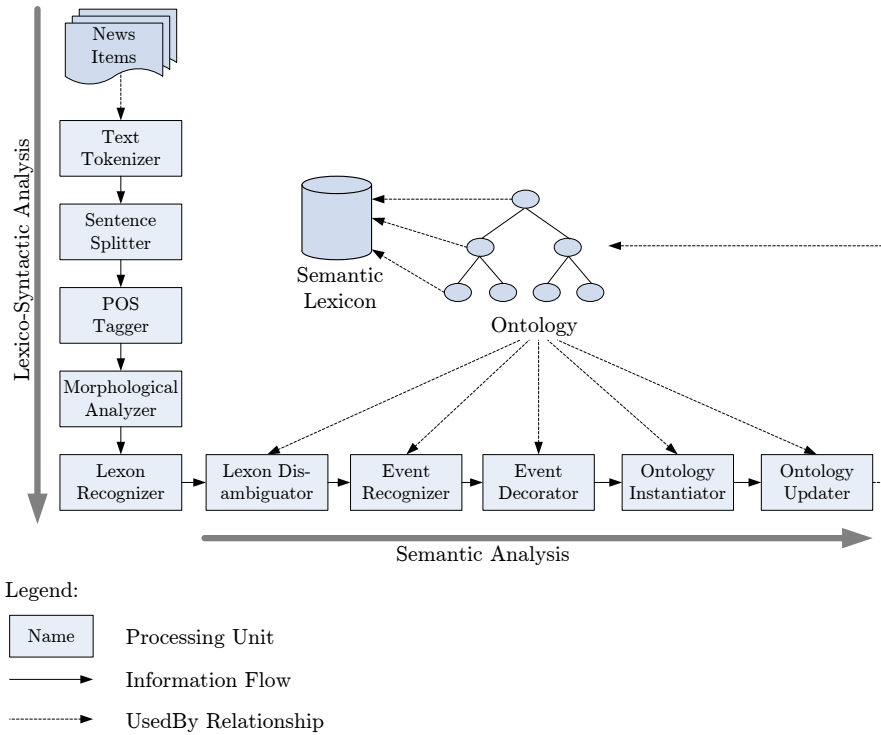 News
Items
Text
Tokenizer
Sentence
Splitter
POS
Tagger
Morphological
Analyzer
Lexon
Recognizer
Lexico-Syntactic Analysis
Semantic
Lexicon
Ontology
Lexon Dis-
ambiguator
Event
Recognizer
Event
Decorator
Ontology
Instantiator
Ontology
Updater
Semantic Analysis
Legend:
Name
Processing Unit
Information Flow
UsedBy Relationship